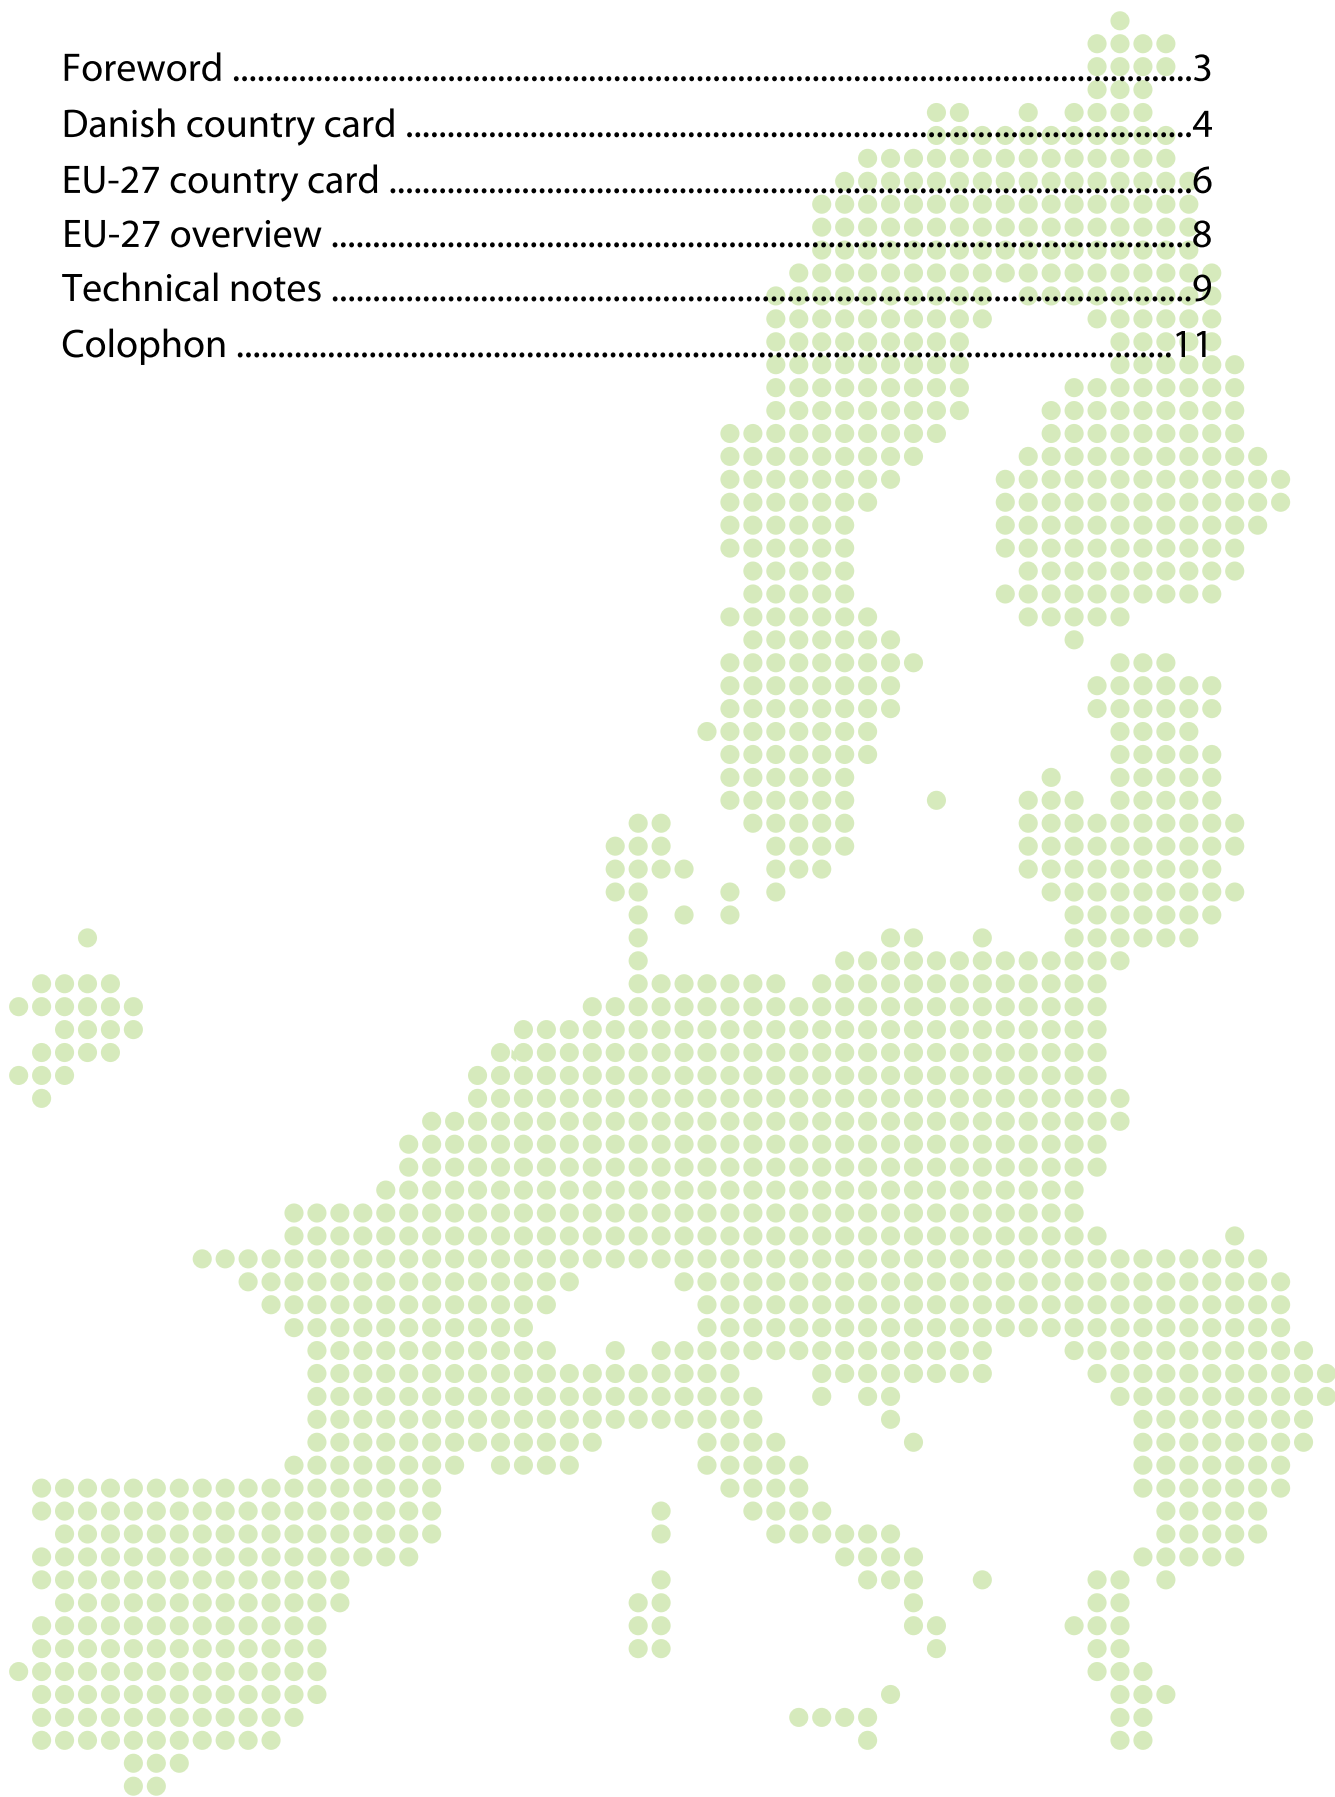 Foreword ........................................................................................................................3
Danish country card ..................................................................................................4
EU-27 country card ....................................................................................................6
EU-27 overview ...........................................................................................................8
Technical notes ...........................................................................................................9
Colophon ....................................................................................................................11